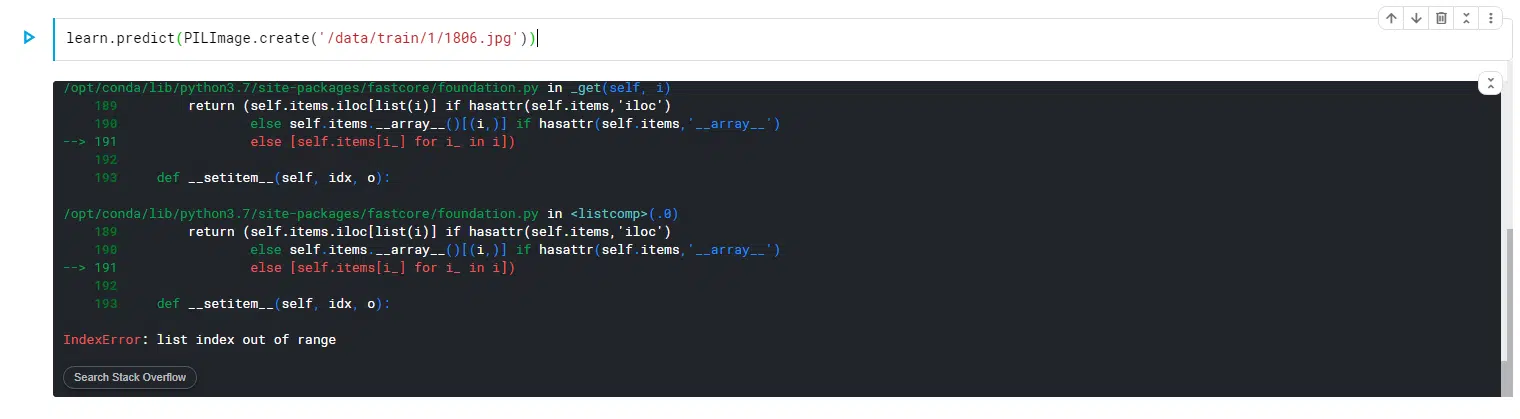 learn.predict(PILImage.create('/data/train/1/1806.jpg'))
/opt/conda/lib/python3.7/site-packages/fastcore/foundation.py in _get(self, i)
189         return (self.items.iloc[list(i)] if hasattr(self.items,'iloc')
190                 else self.items.__array__()[(i,)] if hasattr(self.items,'__array__')
--> 191                 else [self.items[i_] for i_ in i])
192
193     def __setitem__(self, idx, o):
/opt/conda/lib/python3.7/site-packages/fastcore/foundation.py in <listcomp>(.0)
189         return (self.items.iloc[list(i)] if hasattr(self.items,'iloc')
190                 else self.items.__array__()[(i,)] if hasattr(self.items,'__array__')
--> 191                 else [self.items[i_] for i_ in i])
192
193     def __setitem__(self, idx, o):
IndexError: list index out of range
Search Stack Overflow